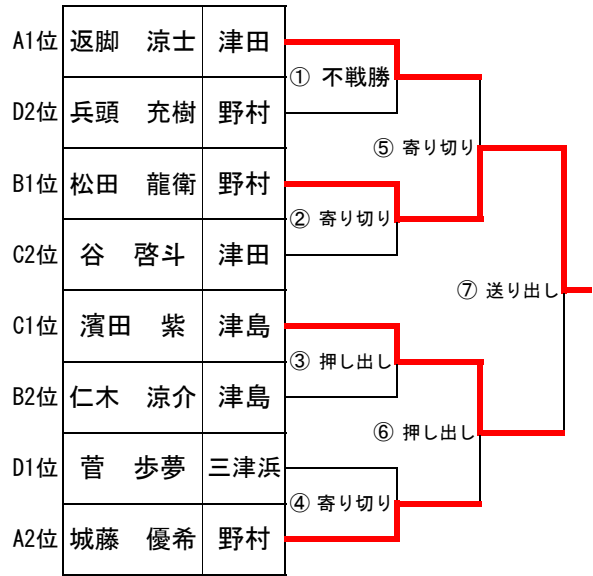 A1位 返脚 涼士 津田
① 不戦勝
D2位 兵頭 充樹 野村
⑤ 寄り切り
B1位 松田 龍衛 野村
② 寄り切り
C2位 谷 啓斗 津田
⑦ 送り出し
C1位 濱田 紫 津島
③ 押し出し
B2位 仁木 涼介 津島
⑥ 押し出し
D1位 菅 歩夢 三津浜
④ 寄り切り
A2位 城藤 優希 野村